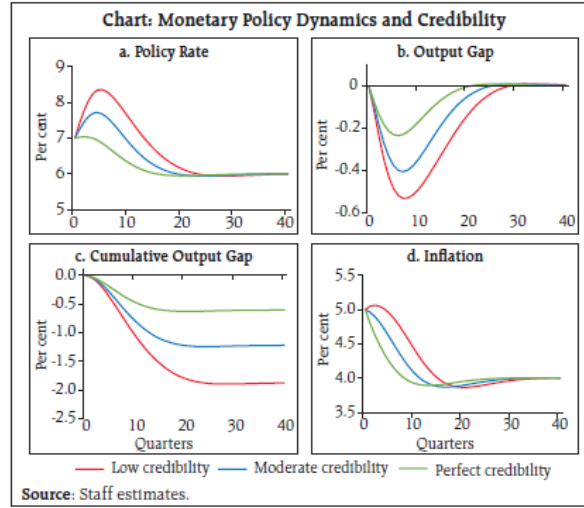 Chart: Monetary Policy Dynamics and Credibility
a. Policy Rate
Per cent
9
8
7
6
5
0 10 20 30 40
b. Output Gap
Per cent
0
-0.2
-0.4
-0.6
0 10 20 30 40
c. Cumulative Output Gap
Per cent
0.0
-0.5
-1.0
-1.5
-2.0
-2.5
0 10 20 30 40
Quarters
d. Inflation
Per cent
5.5
5.0
4.5
4.0
3.5
0 10 20 30 40
Quarters
Low credibility Moderate credibility Perfect credibility
Source: Staff estimates.